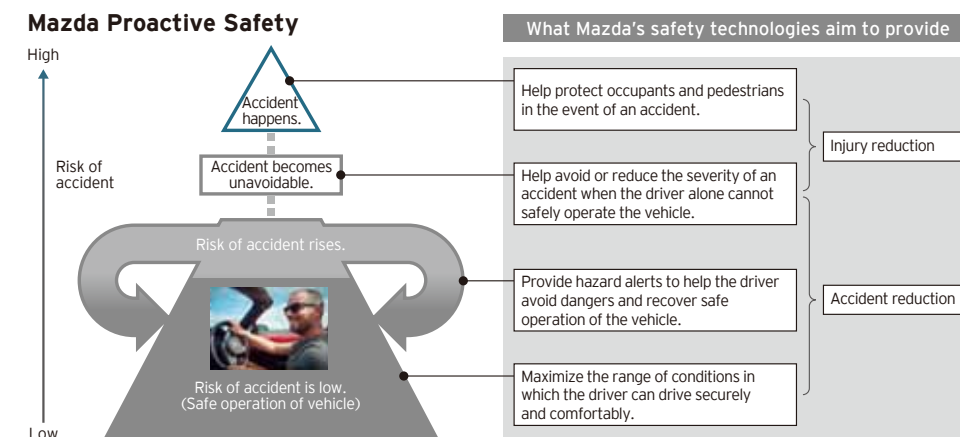 Mazda Proactive Safety
What Mazda's safety technologies aim to provide
High
Risk of
accident
Low
Accident
happens.
Accident becomes
unavoidable.
Risk of accident rises.
Risk of accident is low.
(Safe operation of vehicle)
Help protect occupants and pedestrians
in the event of an accident.
Help avoid or reduce the severity of an
accident when the driver alone cannot
safely operate the vehicle.
Provide hazard alerts to help the driver
avoid dangers and recover safe
operation of the vehicle.
Maximize the range of conditions in
which the driver can drive securely
and comfortably.
Injury reduction
Accident reduction